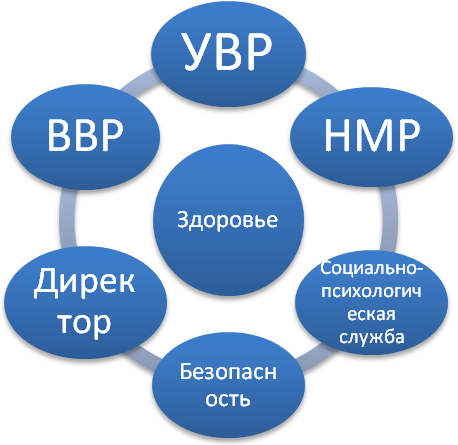 УВР
ВВР
НМР
Здоровье
Дирек
тор
Социально-
психологич
еская
служба
Безопасн
ость